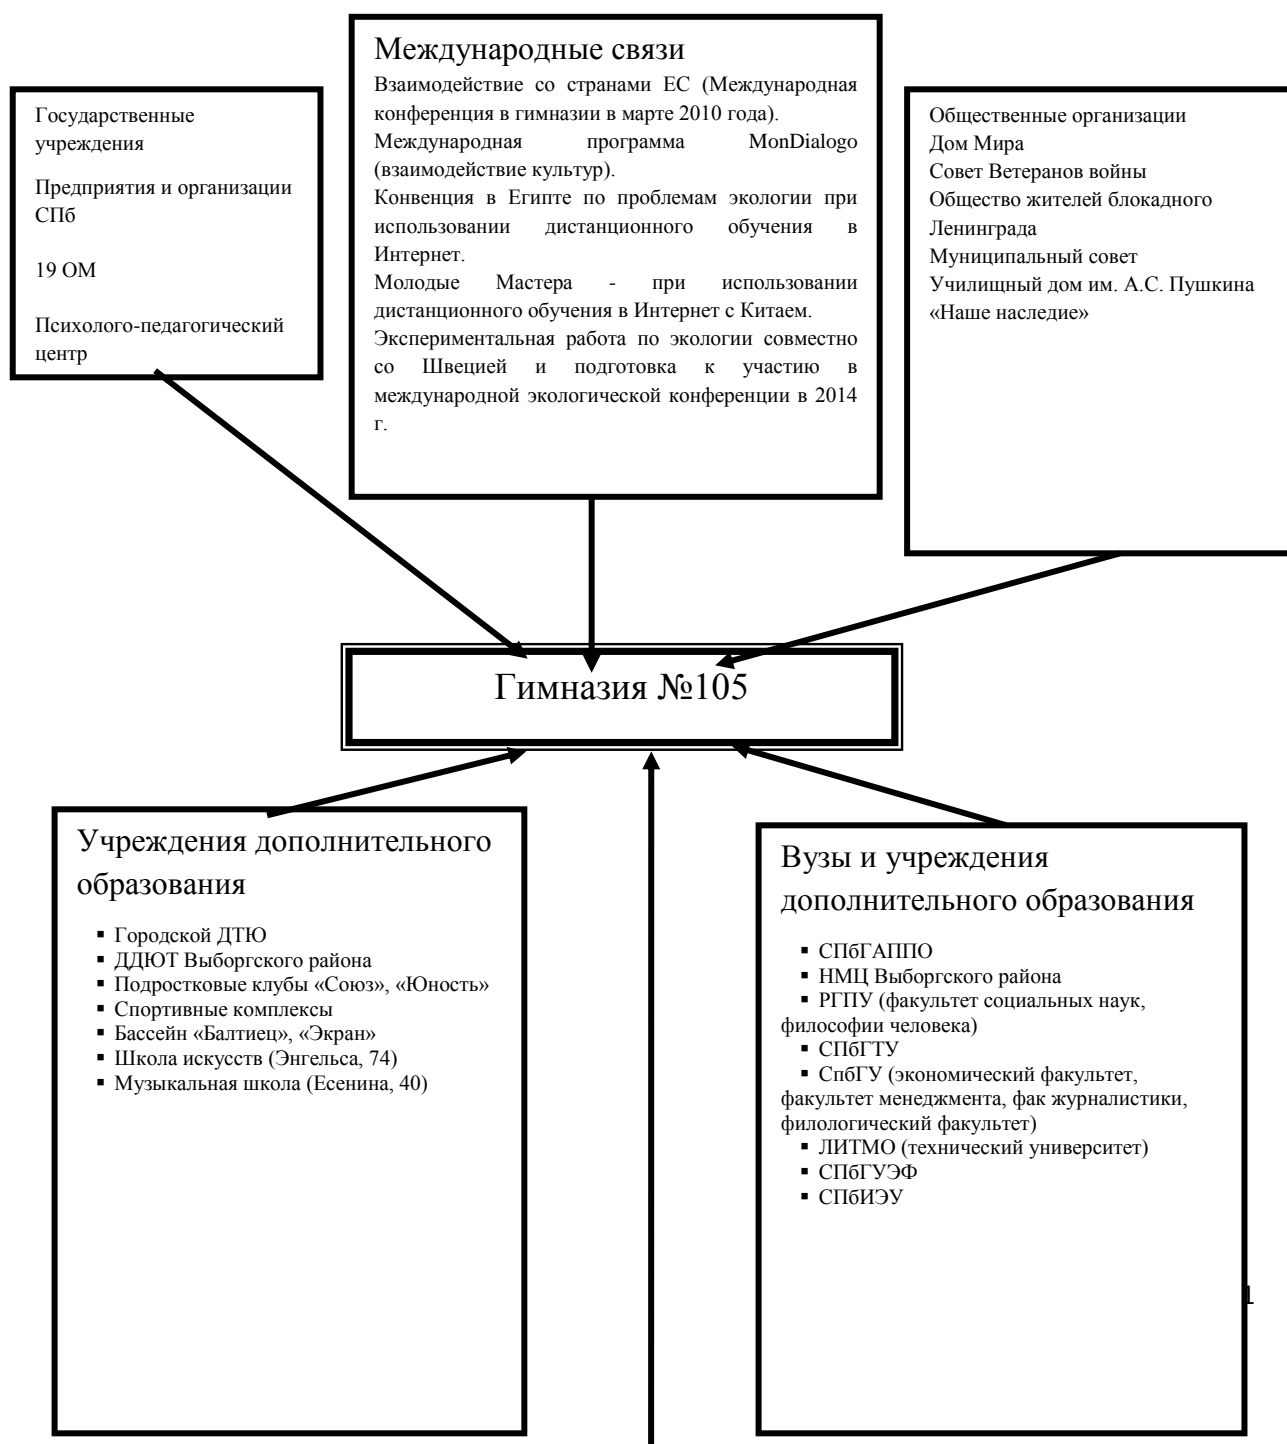 Международные связи
Взаимодействие со странами ЕС (Международная
конференция в гимназии в марте 2010 года).
Международная программа MonDialogo
(взаимодействие культур).
Конвенция в Египте по проблемам экологии при
использовании дистанционного обучения в
Интернет.
Молодые Мастера - при использовании
дистанционного обучения в Интернет с Китаем.
Экспериментальная работа по экологии совместно
со Швецией и подготовка к участию в
международной экологической конференции в 2014
г.
Государственные
учреждения
Предприятия и организации
СПб
19 ОМ
Психолого-педагогический
центр
Общественные организации
Дом Мира
Совет Ветеранов войны
Общество жителей блокадного
Ленинграда
Муниципальный совет
Училищный дом им. А.С. Пушкина
«Наше наследие»
Гимназия №105
Учреждения дополнительного
образования
▪ Городской ДТЮ
▪ ДДЮТ Выборгского района
▪ Подростковые клубы «Союз», «Юность»
▪ Спортивные комплексы
▪ Бассейн «Балтиец», «Экран»
▪ Школа искусств (Энгельса, 74)
▪ Музыкальная школа (Есенина, 40)
Вузы и учреждения
дополнительного образования
▪ СПбГАППО
▪ НМЦ Выборгского района
▪ РГПУ (факультет социальных наук,
философии человека)
▪ СПбГТУ
▪ СпбГУ (экономический факультет,
факультет менеджмента, фак журналистики,
филологический факультет)
▪ ЛИТМО (технический университет)
▪ СПбГУЭФ
▪ СПбИЭУ
1